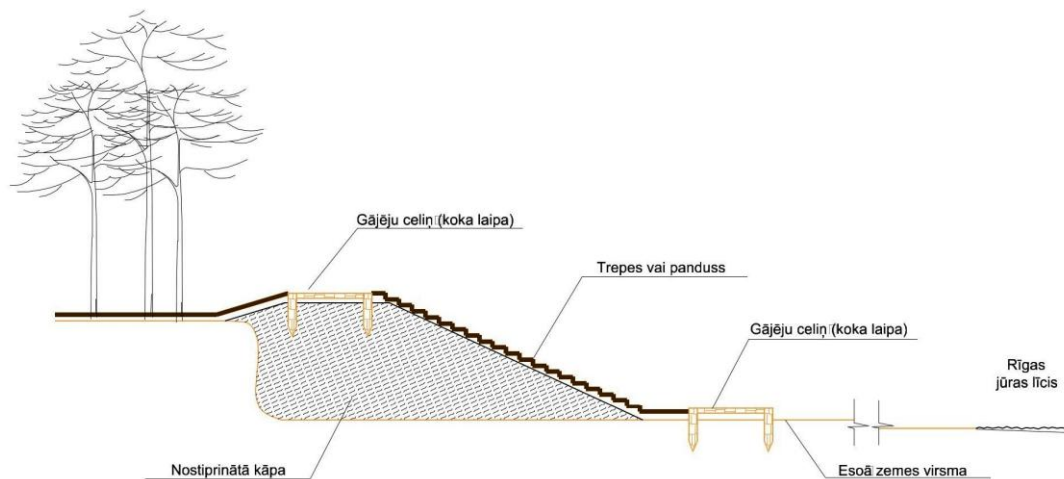 Gājēju celiņ (koka laipa)
Trepes vai panduss
Gājēju celiņ (koka laipa)
Rīgas
jūras līcis
Nostiprinātā kāpa
Esoā zemes virsma